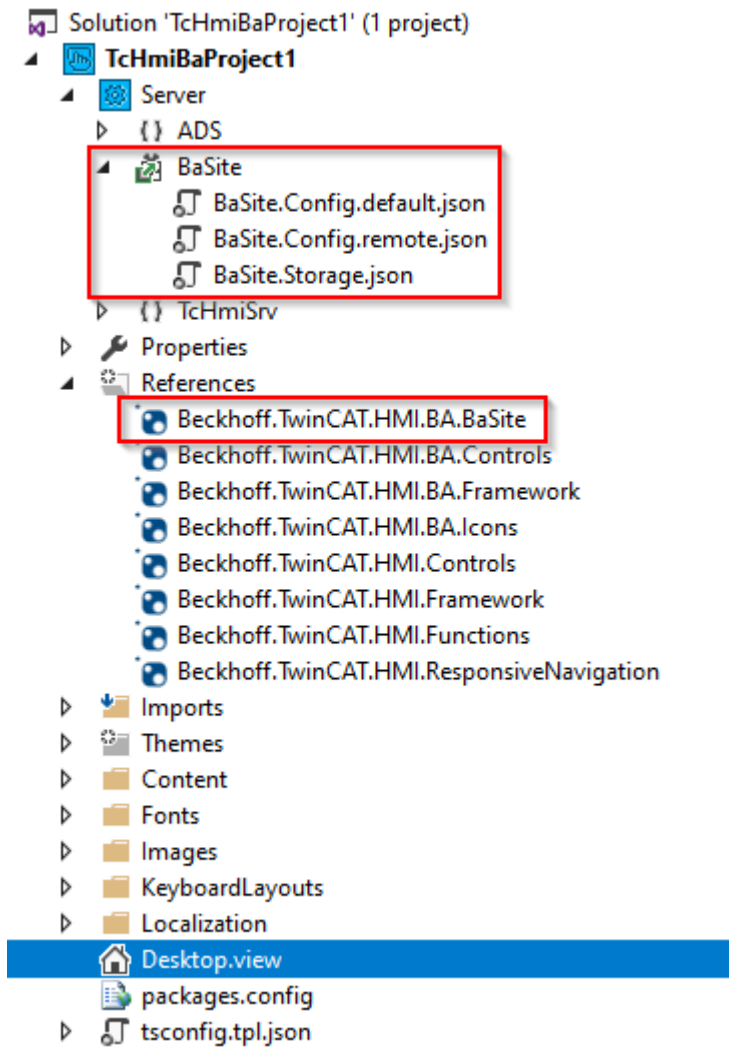 Solution 'TcHmiBaProject1' (1 project)
TcHmiBaProject1
Server
{} ADS
BaSite
BaSite.Config.default.json
BaSite.Config.remote.json
BaSite.Storage.json
{} TcHmiSrv
Properties
References
Beckhoff.TwinCAT.HMI.BA.BaSite
Beckhoff.TwinCAT.HMI.BA.Controls
Beckhoff.TwinCAT.HMI.BA.Framework
Beckhoff.TwinCAT.HMI.BA.Icons
Beckhoff.TwinCAT.HMI.Controls
Beckhoff.TwinCAT.HMI.Framework
Beckhoff.TwinCAT.HMI.Functions
Beckhoff.TwinCAT.HMI.ResponsiveNavigation
Imports
Themes
Content
Fonts
Images
KeyboardLayouts
Localization
Desktop.view
packages.config
tsconfig.tpl.json